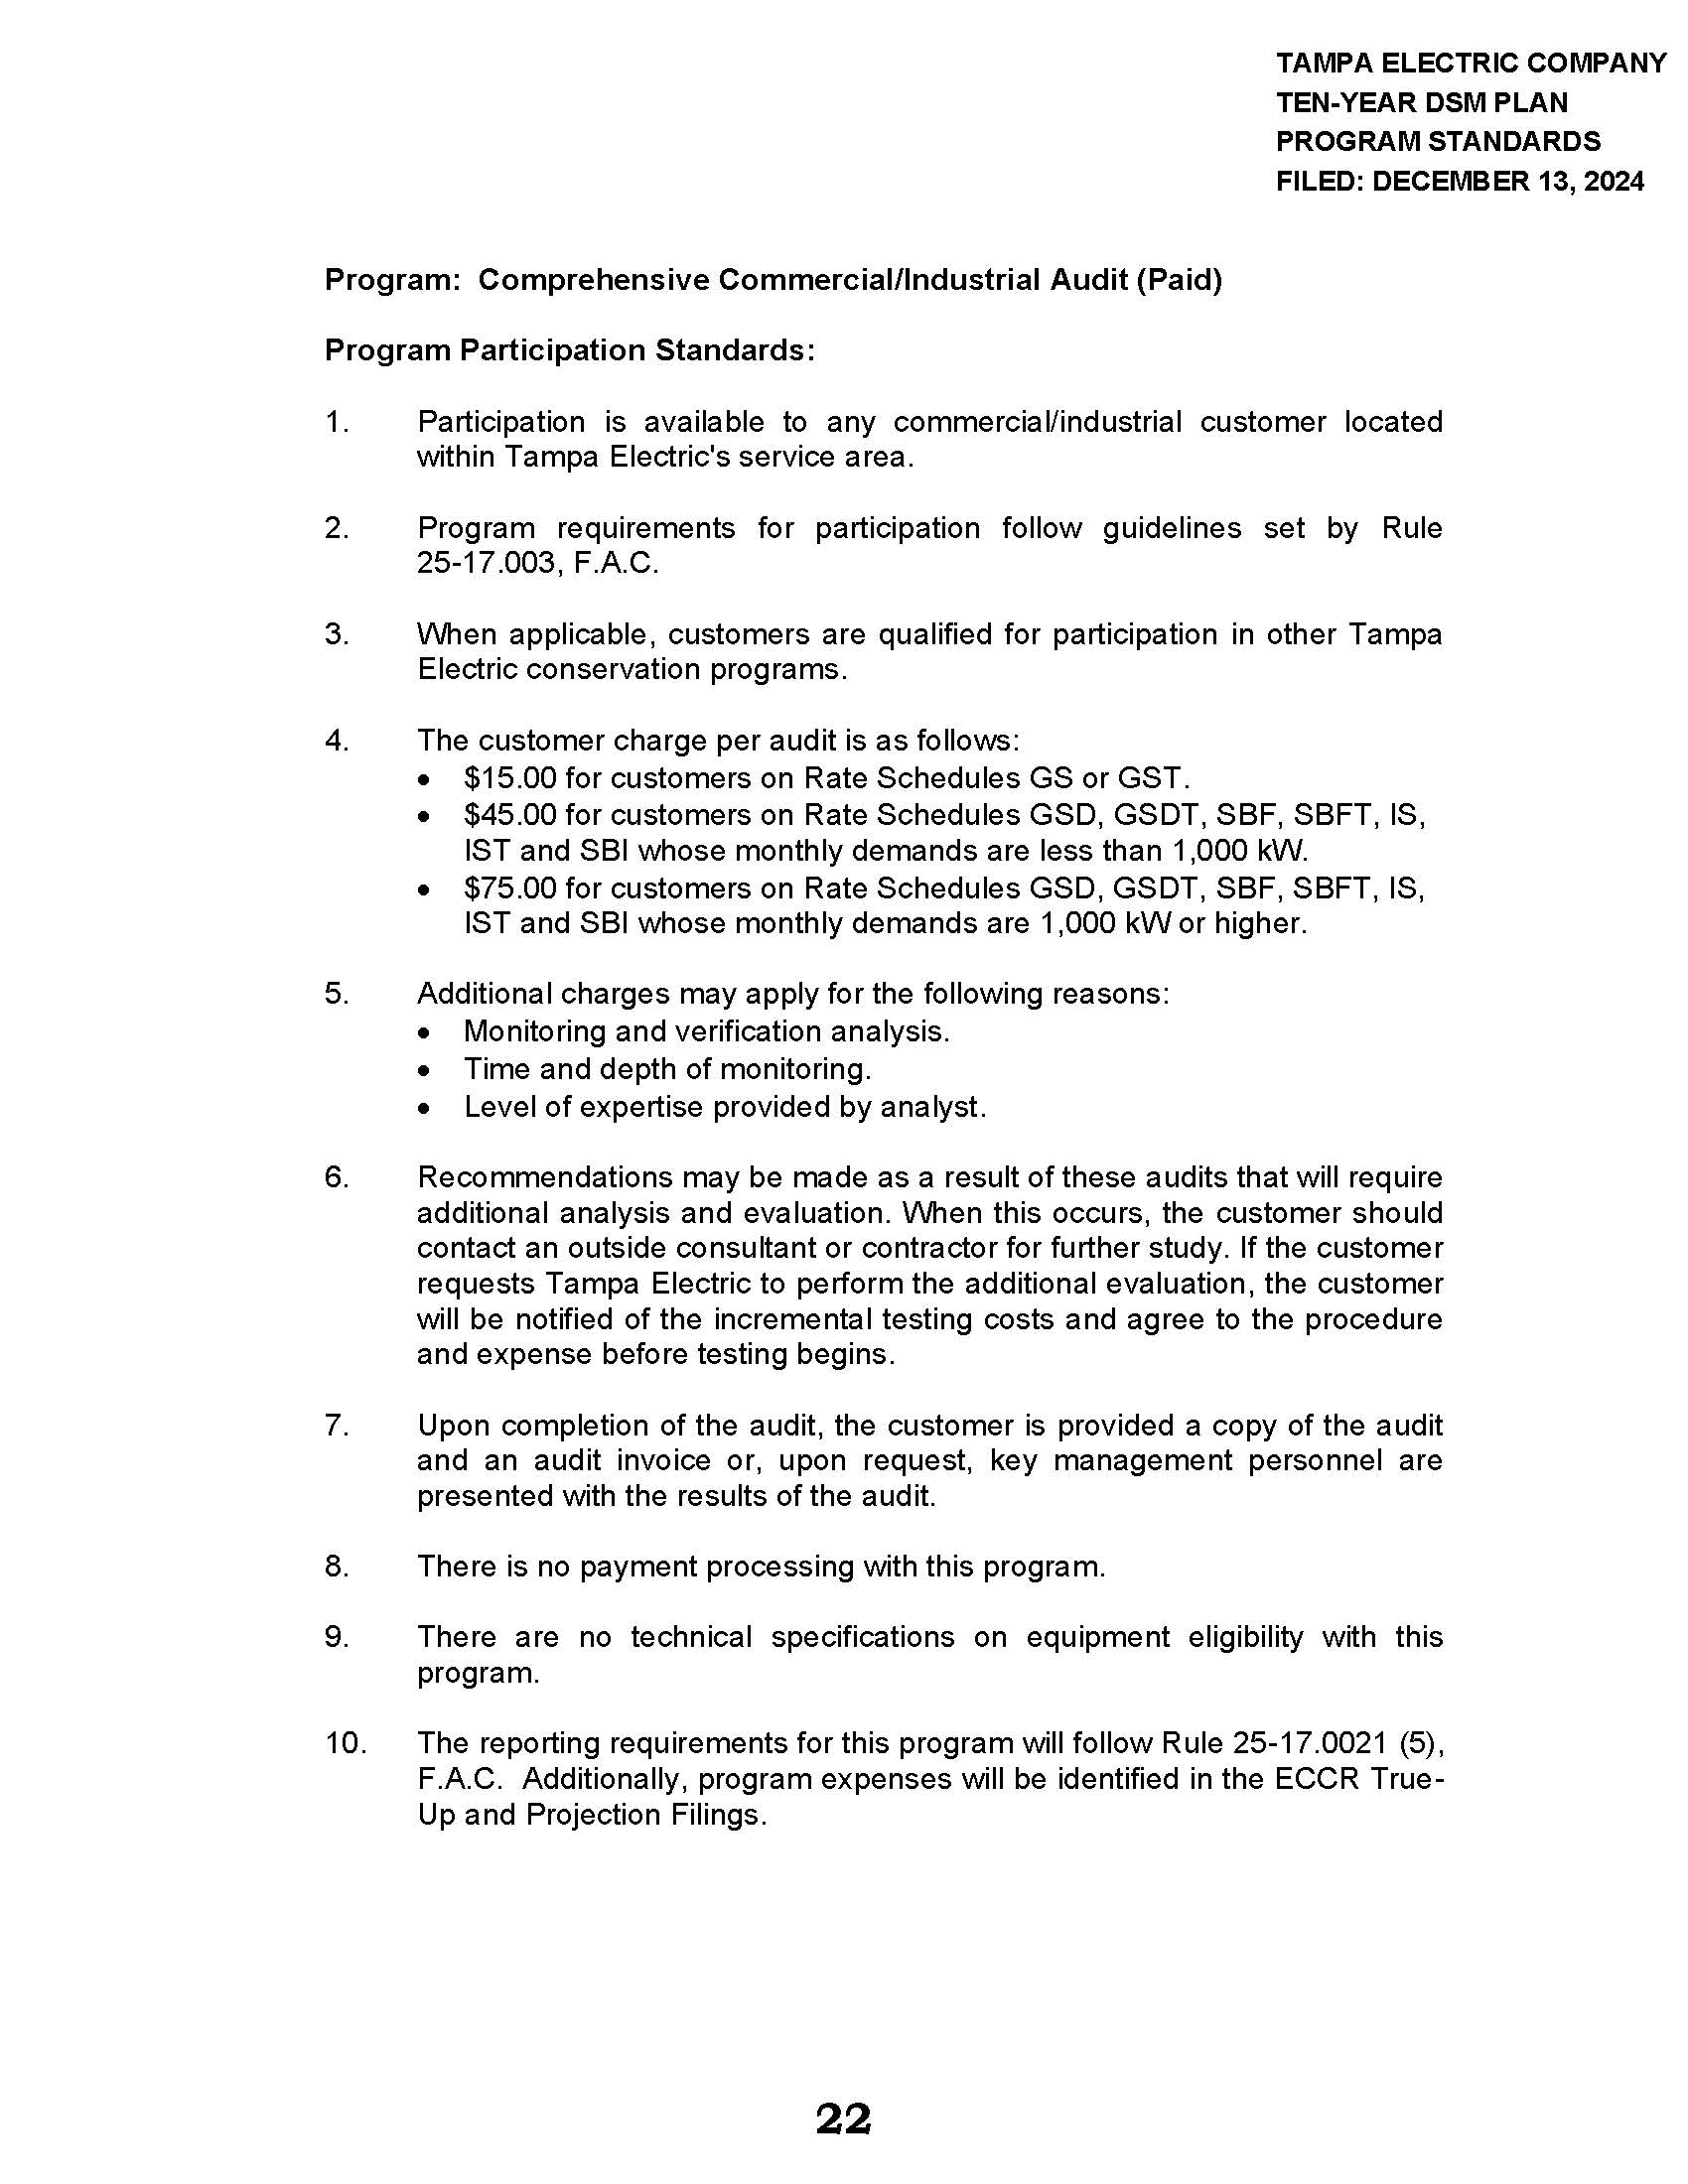 TAMPA ELECTRIC COMPANY
TEN-YEAR DSM PLAN
PROGRAM STANDARDS
FILED: DECEMBER 13, 2024
Program: Comprehensive Commercial/Industrial Audit (Paid)
Program Participation Standards:
1. Participation is available to any commercial/industrial customer located
within Tampa Electric's service area.
2. Program requirements for participation follow guidelines set by Rule
25-17.003, F.A.C.
3. When applicable, customers are qualified for participation in other Tampa
Electric conservation programs.
4. The customer charge per audit is as follows:
• $15.00 for customers on Rate Schedules GS or GST.
• $45.00 for customers on Rate Schedules GSD, GSDT, SBF, SBFT, IS,
IST and SBI whose monthly demands are less than 1,000 kW.
• $75.00 for customers on Rate Schedules GSD, GSDT, SBF, SBFT, IS,
IST and SBI whose monthly demands are 1,000 kW or higher.
5. Additional charges may apply for the following reasons:
• Monitoring and verification analysis.
• Time and depth of monitoring.
• Level of expertise provided by analyst.
6. Recommendations may be made as a result of these audits that will require
additional analysis and evaluation. When this occurs, the customer should
contact an outside consultant or contractor for further study. If the customer
requests Tampa Electric to perform the additional evaluation, the customer
will be notified of the incremental testing costs and agree to the procedure
and expense before testing begins.
7. Upon completion of the audit, the customer is provided a copy of the audit
and an audit invoice or, upon request, key management personnel are
presented with the results of the audit.
8. There is no payment processing with this program.
9. There are no technical specifications on equipment eligibility with this
program.
10. The reporting requirements for this program will follow Rule 25-17.0021 (5),
F.A.C. Additionally, program expenses will be identified in the ECCR True-
Up and Projection Filings.
22